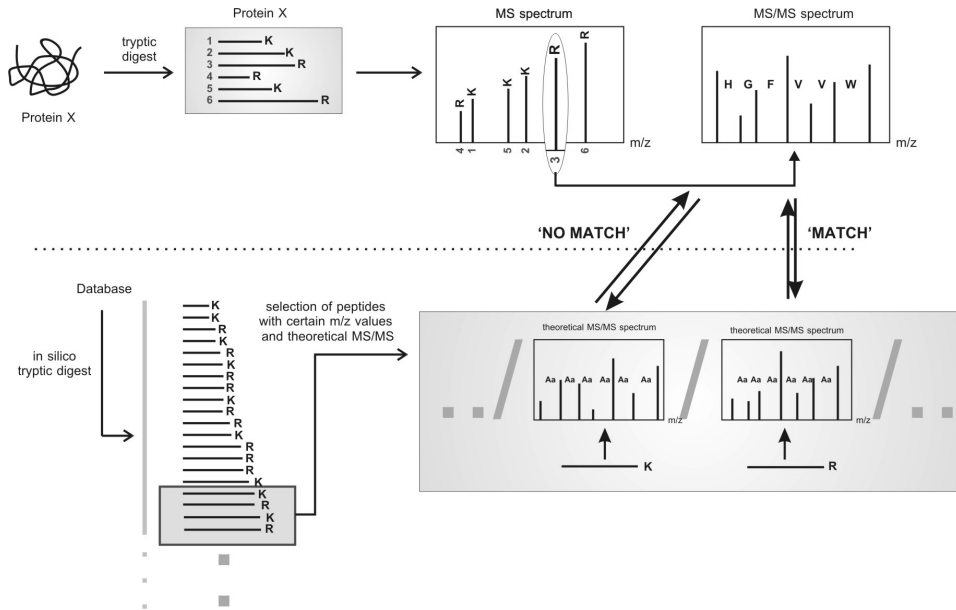 Protein X
MS spectrum
MS/MS spectrum
tryptic
digest
Protein X
1 K
2 K
3 R
4 R
5 K
6 R
R K K K R R
4 1 5 2 3 6
m/z
H G F V V W
m/z
'NO MATCH'
'MATCH'
Database
in silico
tryptic digest
K
K
R
K
R
K
R
R
R
R
K
R
R
K
K
R
K
R
selection of peptides
with certain m/z values
and theoretical MS/MS
theoretical MS/MS spectrum
Aa Aa Aa Aa Aa Aa
m/z
K
theoretical MS/MS spectrum
Aa Aa Aa Aa Aa Aa
m/z
R